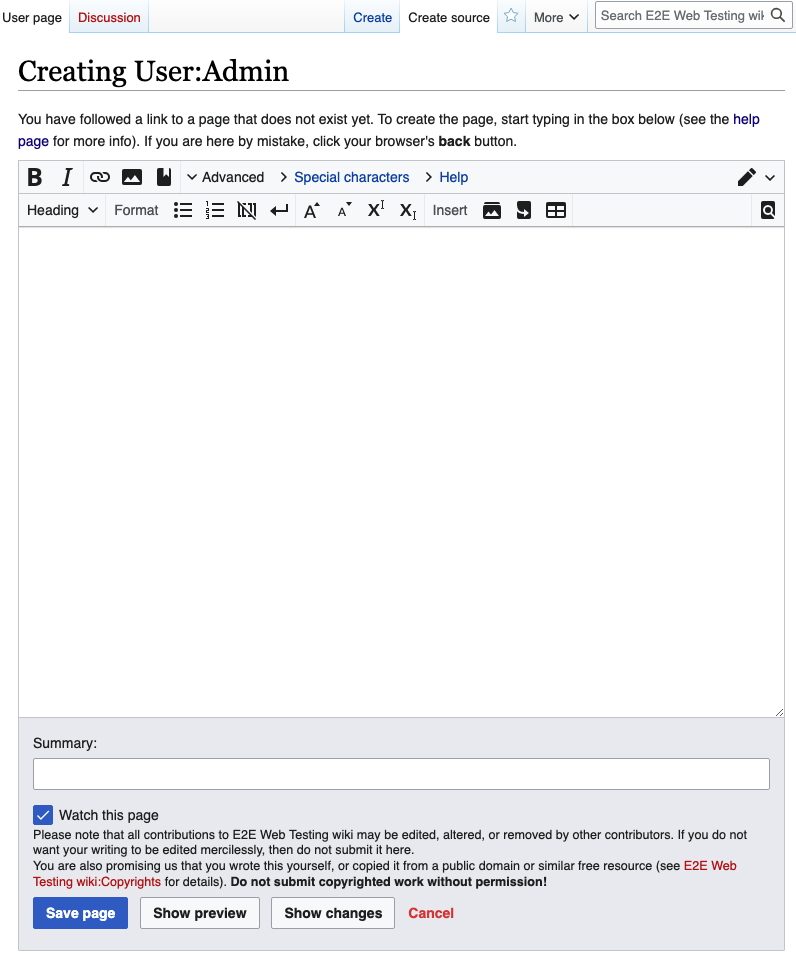 User page Discussion Create Create source More Search E2E Web Testing wik
Creating User:Admin
You have followed a link to a page that does not exist yet. To create the page, start typing in the box below (see the help
page for more info). If you are here by mistake, click your browser's back button.
B I Advanced Special characters Help
Heading Format A A X X Insert
Summary:
Watch this page
Please note that all contributions to E2E Web Testing wiki may be edited, altered, or removed by other contributors. If you do not
want your writing to be edited mercilessly, then do not submit it here.
You are also promising us that you wrote this yourself, or copied it from a public domain or similar free resource (see E2E Web
Testing wiki:Copyrights for details). Do not submit copyrighted work without permission!
Save page Show preview Show changes Cancel